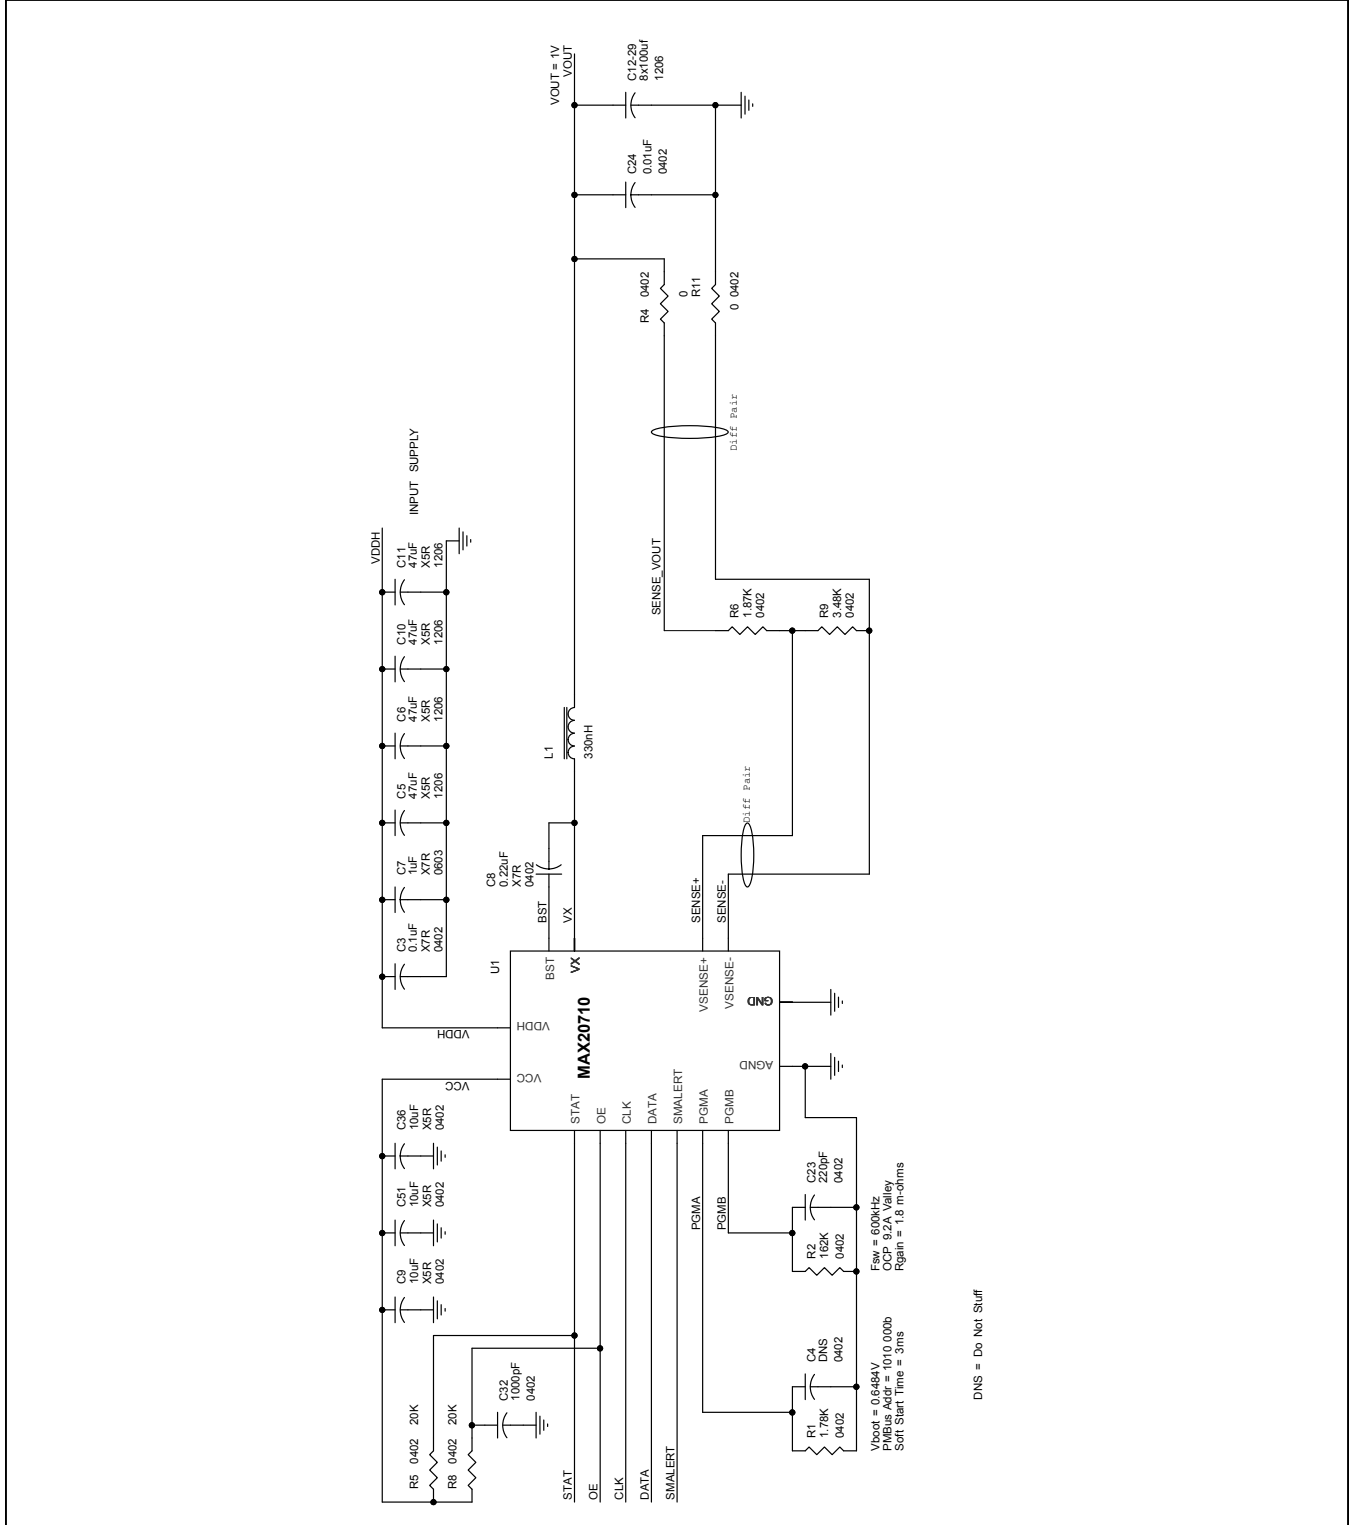 VOUT = 1V
VOUT
C12-29
8x100uf
1206
C24
0.01uF
0402
R4 0402
0
R11
0 0402
Diff Pair
INPUT SUPPLY
VDDH
C11
47uF
X5R
1206
C10
47uF
X5R
1206
C6
47uF
X5R
1206
C5
47uF
X5R
1206
C7
1uF
X7R
0603
C3
0.1uF
X7R
0402
SENSE_VOUT
R6
1.87K
0402
R9
3.48K
0402
L1
330nH
Diff Pair
C8
0.22uF
X7R
0402
BST
VX
SENSE+
SENSE-
U1
BST
VX
VSENSE+
VSENSE-
GND
MAX20710
VDDH
VDDH
VCC
VCC
AGND
STAT
OE
CLK
DATA
SMALERT
PGMA
PGMB
C36
10uF
X5R
0402
C51
10uF
X5R
0402
C9
10uF
X5R
0402
PGMA
PGMB
C23
220pF
0402
R2
162K
0402
Fsw = 600kHz
OCP 9.2A Valley
Rgain = 1.8 m-ohms
C4
DNS
0402
R1
1.78K
0402
Vboot = 0.6484V
PMBus Addr = 1010 000b
Soft Start Time = 3ms
C32
1000pF
0402
R5 0402 20K
R8 0402 20K
STAT
OE
CLK
DATA
SMALERT
DNS = Do Not Stuff